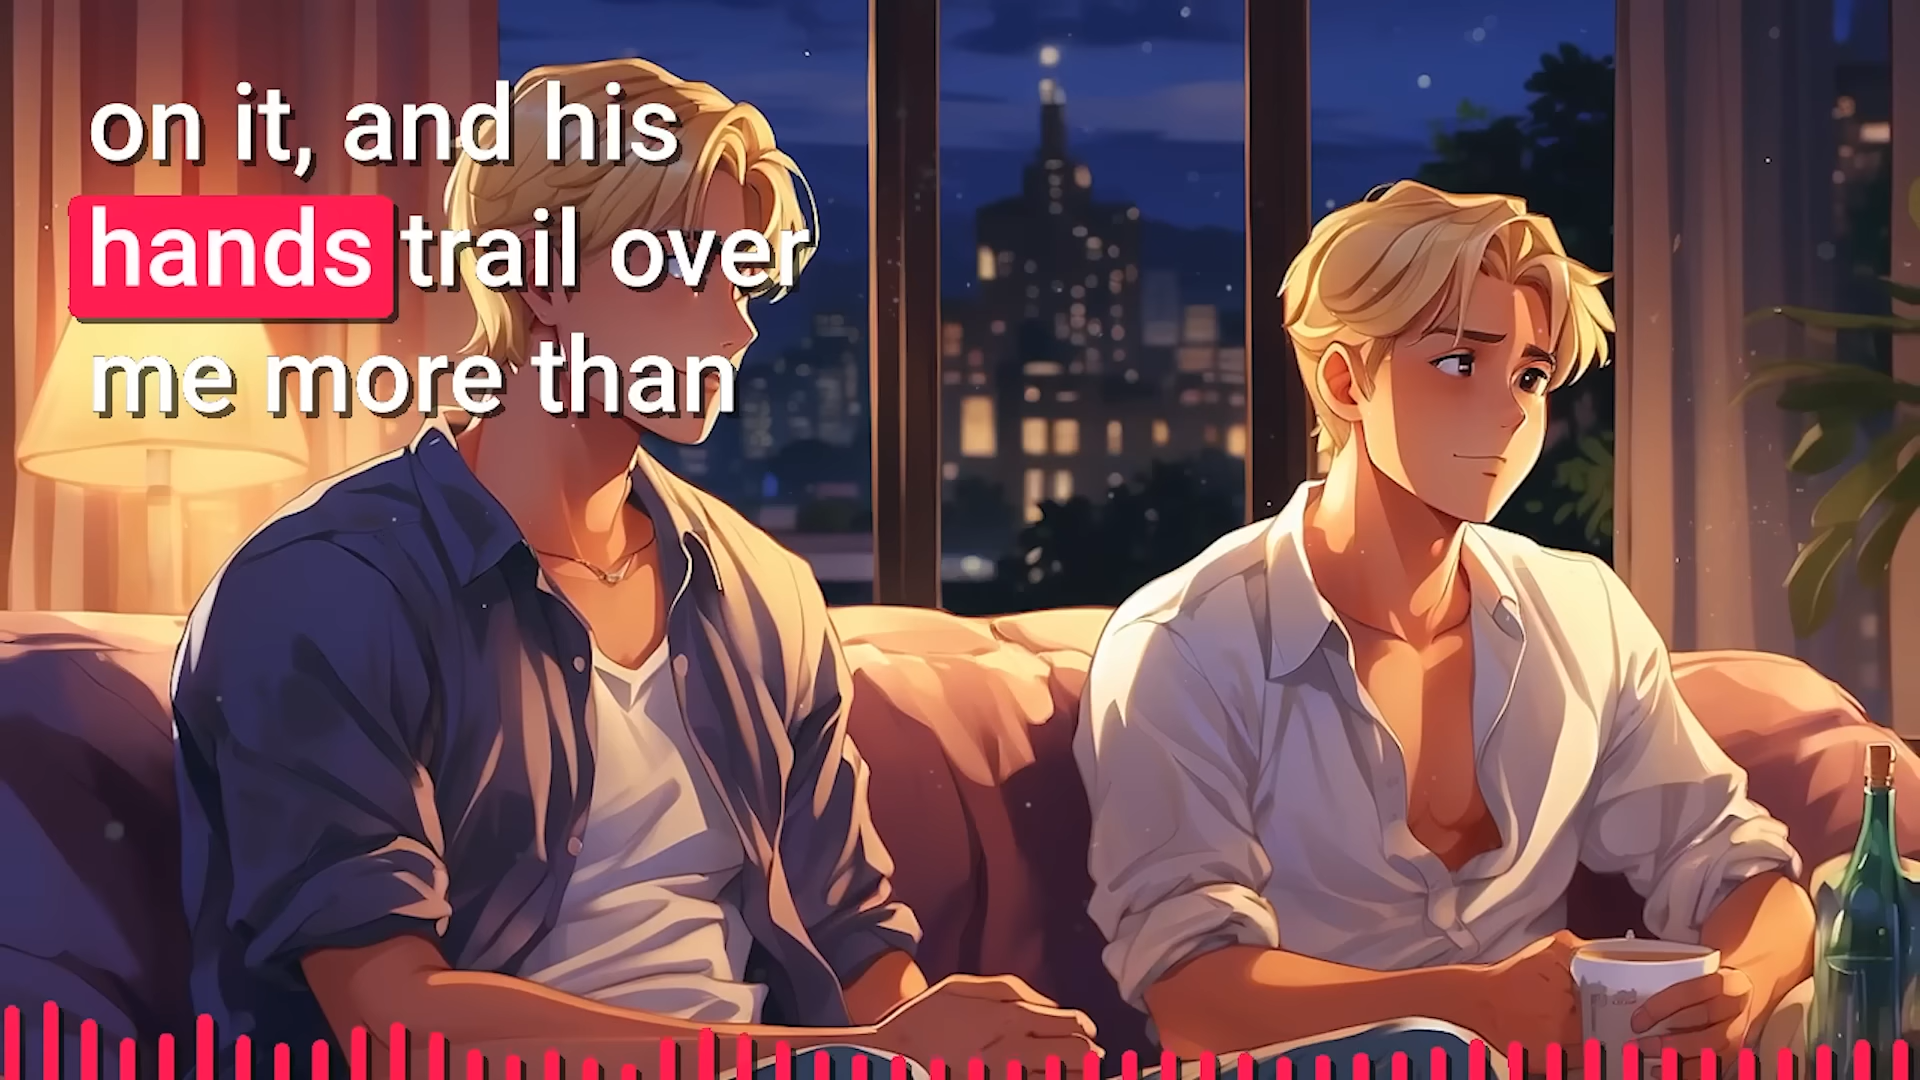 on it, and his
hands trail over
me more than